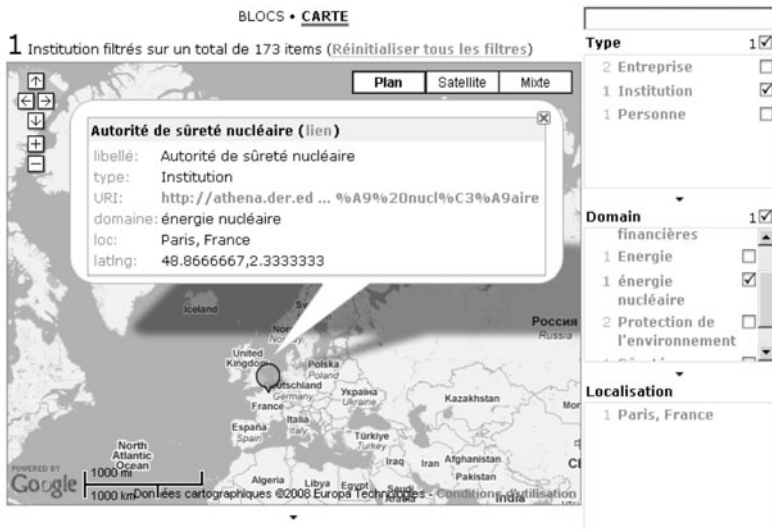 BLOCS • CARTE
1 Institution filtrés sur un total de 173 items (Réinitialiser tous les filtres)
Plan Satellite Mixte
Autorité de sûreté nucléaire (lien)
libellé: Autorité de sûreté nucléaire
type: Institution
URI: http://athena.der.ed ... %A9%20nucl%C3%A9aire
domaine: énergie nucléaire
loc: Paris, France
latlng: 48.8666667,2.3333333
Iceland
Norway
Россия
Russia
United
Kingdom
Polska
Poland
Deutschland
Germany
Україна
Ukraine
Kazakhstan
France
España
Spain
Italia
Italy
Türkiye
Turkey
North
Atlantic
Ocean
Iraq
Iran
Afghanistan
Pakistan
Algeria
Libya
Egypt
Saudi
Arabia
India
POWERED BY
Google
1000 mi
1000 km
Données cartographiques ©2008 Europa Technologies - Conditions d'utilisation
Type 1
2 Entreprise
1 Institution
1 Personne
Domain 1
financières
1 Energie
1 énergie
nucléaire
2 Protection de
l'environnement
Localisation
1 Paris, France